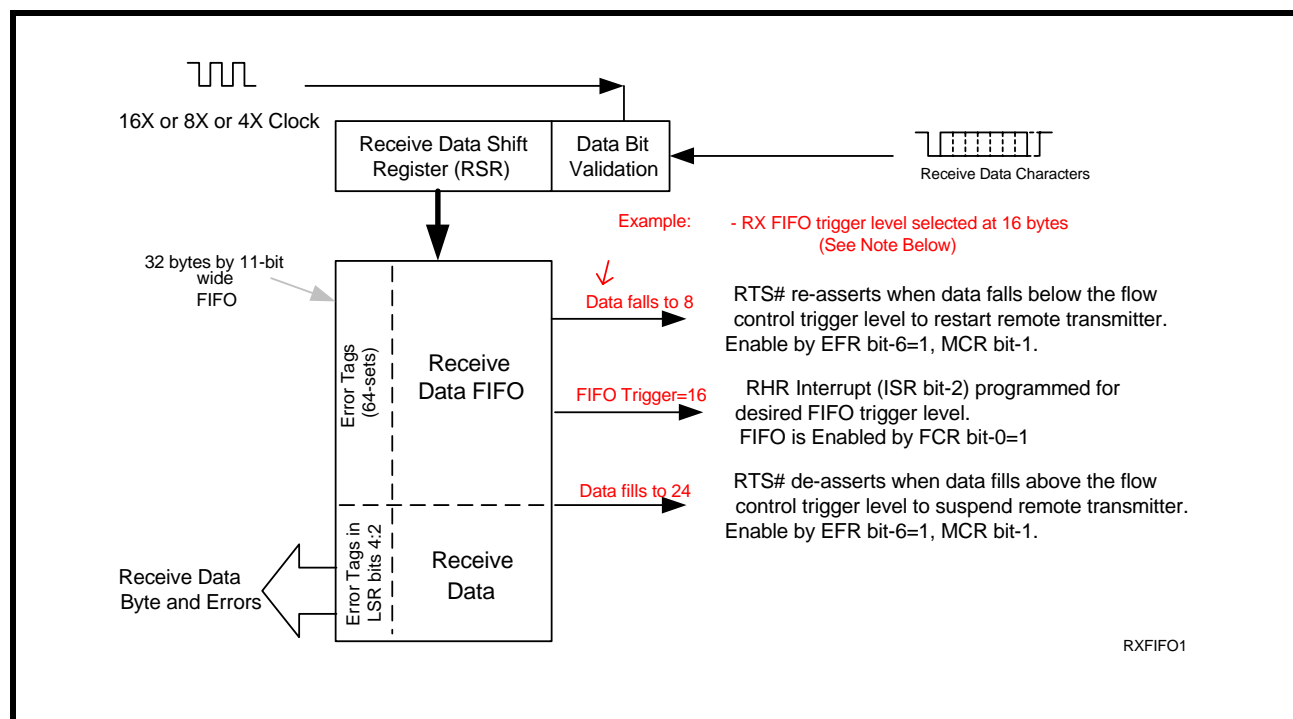 16X or 8X or 4X Clock
Receive Data Shift
Register (RSR)
Data Bit
Validation
Receive Data Characters
Example:
- RX FIFO trigger level selected at 16 bytes
(See Note Below)
32 bytes by 11-bit
wide
FIFO
Error Tags
(64-sets)
Receive
Data FIFO
Data falls to 8
RTS# re-asserts when data falls below the flow
control trigger level to restart remote transmitter.
Enable by EFR bit-6=1, MCR bit-1.
FIFO Trigger=16
RHR Interrupt (ISR bit-2) programmed for
desired FIFO trigger level.
FIFO is Enabled by FCR bit-0=1
Data fills to 24
RTS# de-asserts when data fills above the flow
control trigger level to suspend remote transmitter.
Enable by EFR bit-6=1, MCR bit-1.
Error Tags in
LSR bits 4:2
Receive
Data
Receive Data
Byte and Errors
RXFIFO1